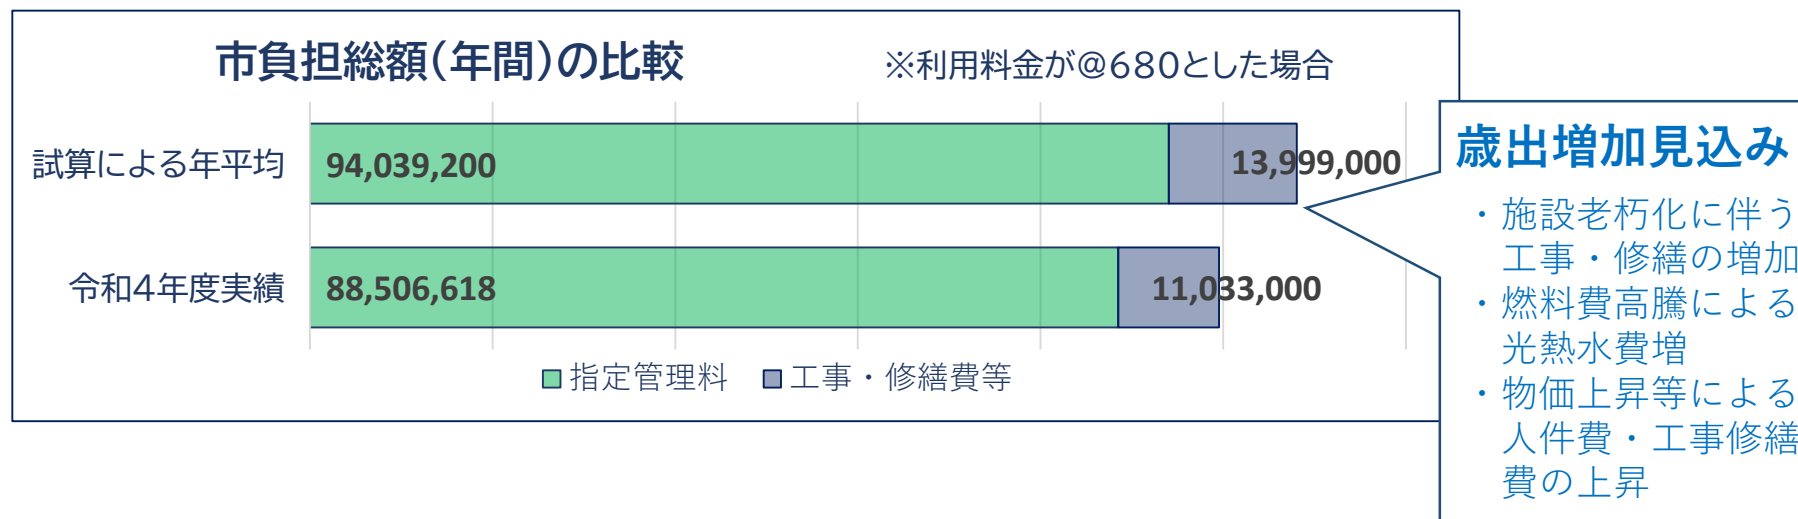 市負担総額(年間)の比較
※利用料金が@680とした場合
試算による年平均
94,039,200
13,999,000
令和4年度実績
88,506,618
11,033,000
指定管理料
工事・修繕費等
歳出増加見込み
・施設老朽化に伴う
工事・修繕の増加
・燃料費高騰による
光熱水費増
・物価上昇等による
人件費・工事修繕
費の上昇